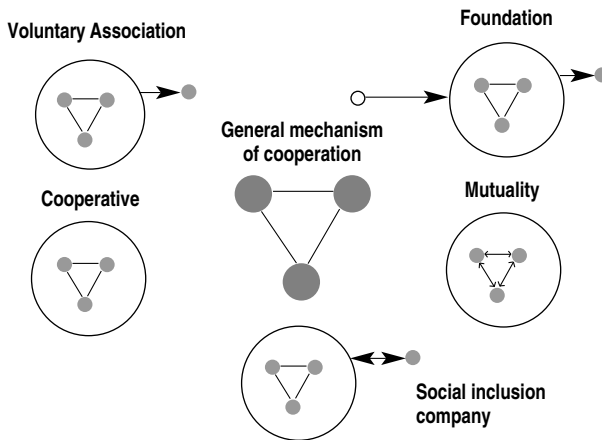 Foundation
Voluntary Association
General mechanism
of cooperation
Cooperative
Mutuality
Social inclusion
company